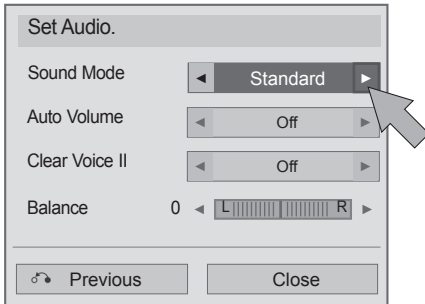 Set Audio.
Sound Mode ◄ Standard ►
Auto Volume ◄ Off ►
Clear Voice II ◄ Off ►
Balance 0 ◄ L R ►
Previous Close